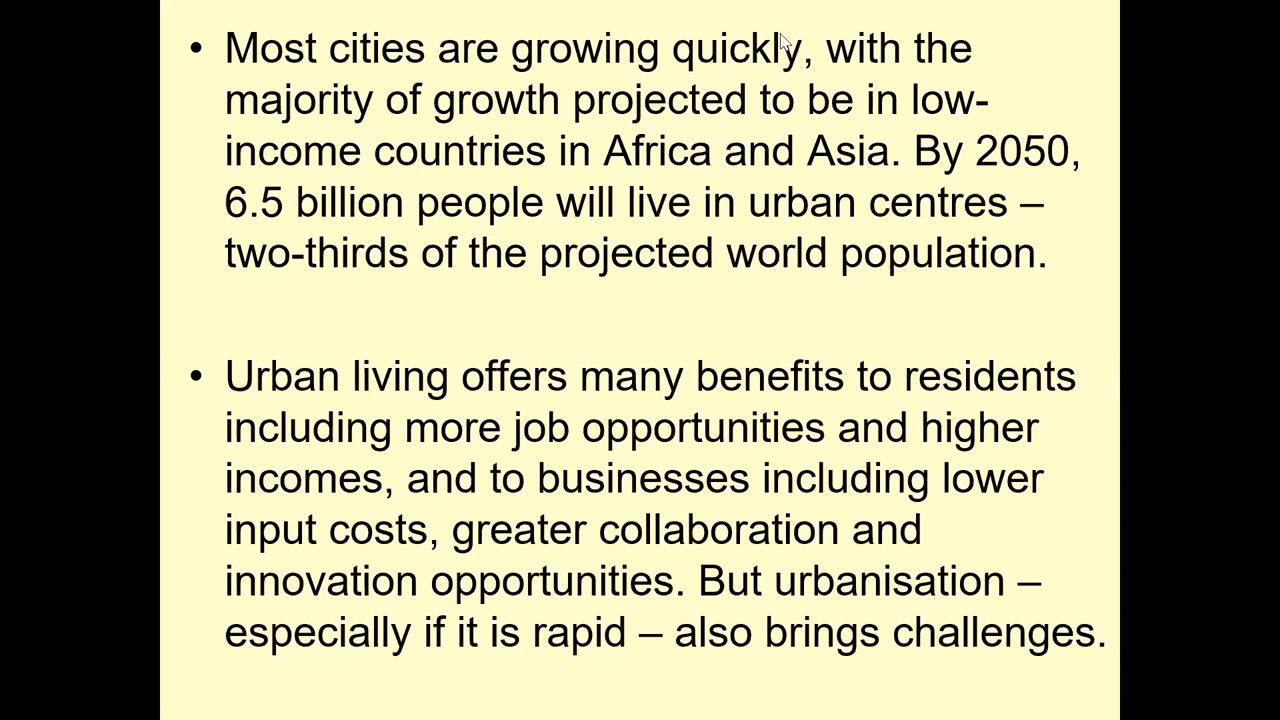 • Most cities are growing quickly, with the
majority of growth projected to be in low-
income countries in Africa and Asia. By 2050,
6.5 billion people will live in urban centres –
two-thirds of the projected world population.
• Urban living offers many benefits to residents
including more job opportunities and higher
incomes, and to businesses including lower
input costs, greater collaboration and
innovation opportunities. But urbanisation –
especially if it is rapid – also brings challenges.